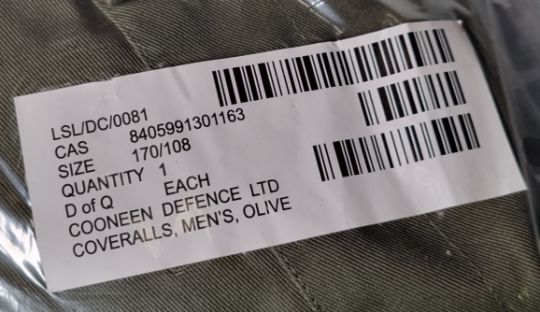 LSL/DC/0081
CAS 8405991301163
SIZE 170/108
QUANTITY 1
D of Q EACH
COONEEN DEFENCE LTD
COVERALLS, MEN'S, OLIVE